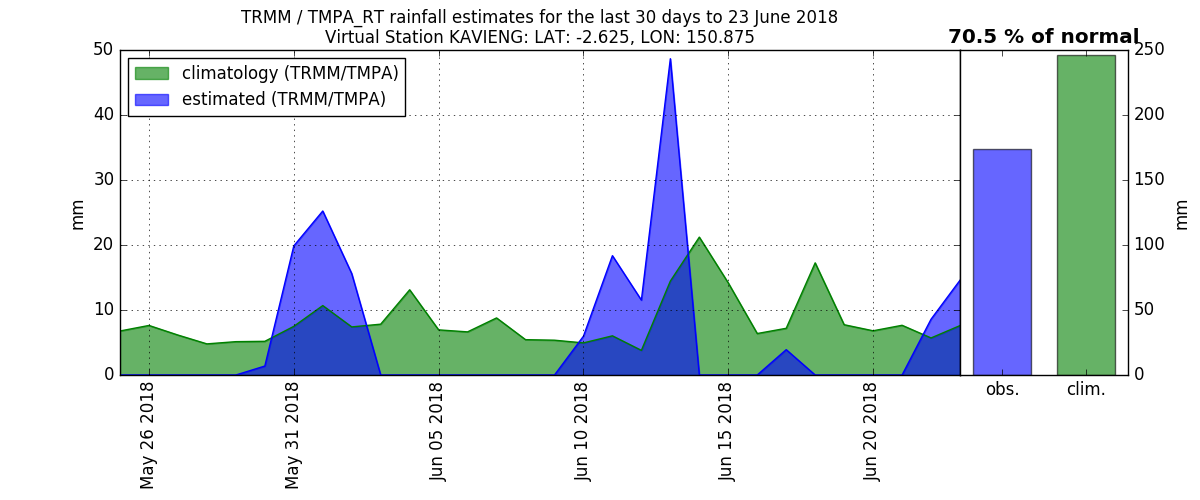 TRMM / TMPA_RT rainfall estimates for the last 30 days to 23 June 2018
Virtual Station KAVIENG: LAT: -2.625, LON: 150.875
70.5 % of normal
climatology (TRMM/TMPA)
estimated (TRMM/TMPA)
50
40
30
20
10
0
mm
May 26 2018
May 31 2018
Jun 05 2018
Jun 10 2018
Jun 15 2018
Jun 20 2018
obs.
clim.
250
200
150
100
50
0
mm